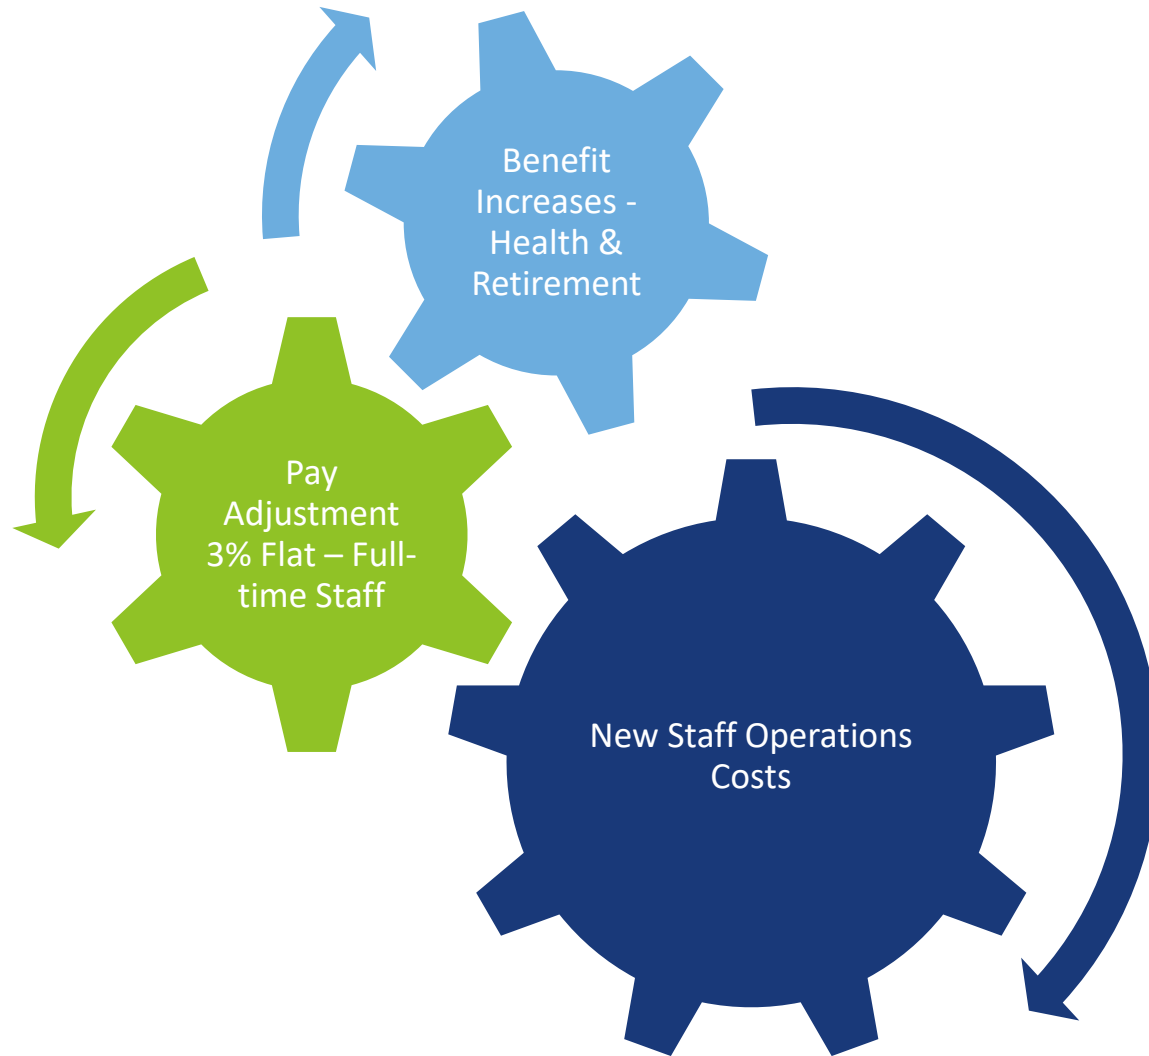 Benefit
Increases -
Health &
Retirement
Pay
Adjustment
3% Flat – Full-
time Staff
New Staff Operations
Costs